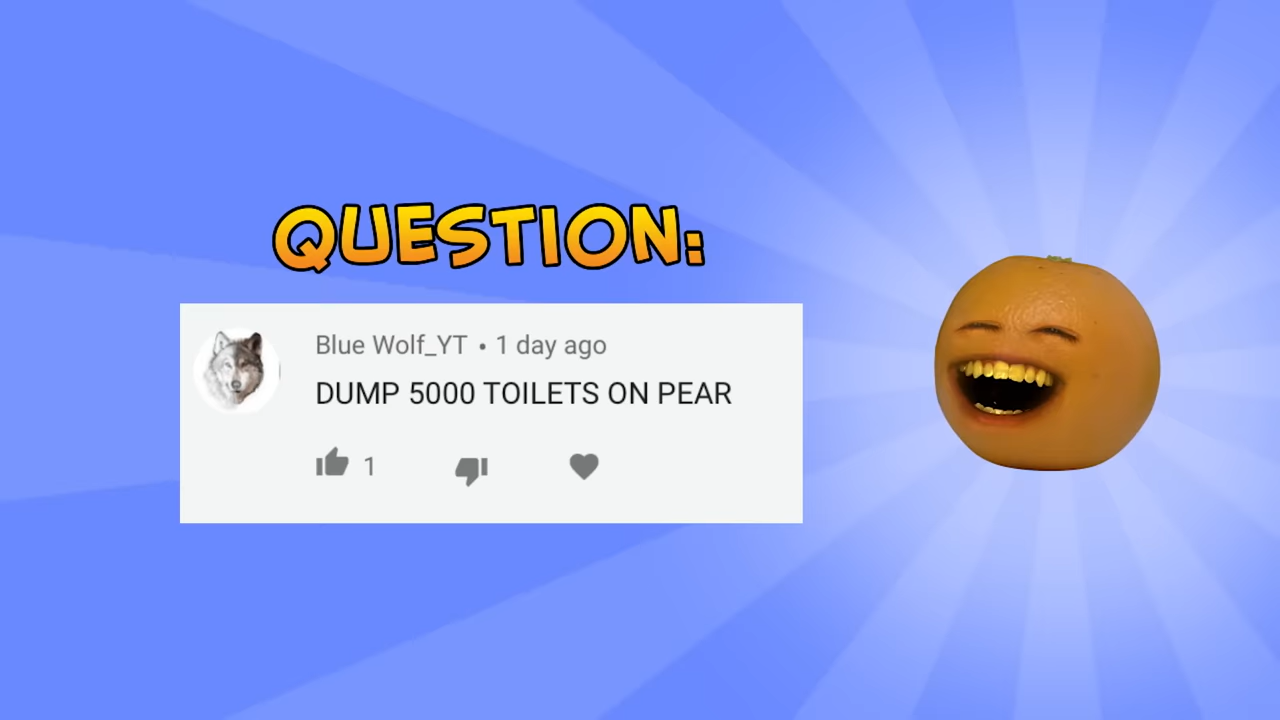 QUESTION:
Blue Wolf_YT • 1 day ago
DUMP 5000 TOILETS ON PEAR
1